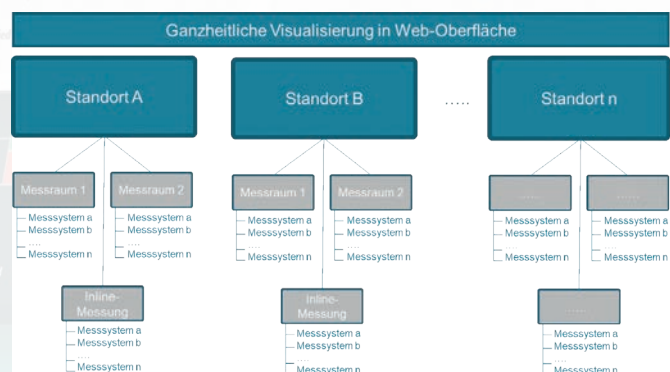 Ganzheitliche Visualisierung in Web-Oberfläche
Standort A
Standort B
.....
Standort n
Messraum 1
Messraum 2
Messraum 1
Messraum 2
......
......
Messsystem a
Messsystem b
....
Messsystem n
Messsystem a
Messsystem b
....
Messsystem n
Messsystem a
Messsystem b
....
Messsystem n
Messsystem a
Messsystem b
....
Messsystem n
Messsystem a
Messsystem b
....
Messsystem n
Messsystem a
Messsystem b
....
Messsystem n
Inline-
Messung
Inline-
Messung
......
Messsystem a
Messsystem b
....
Messsystem n
Messsystem a
Messsystem b
....
Messsystem n
Messsystem a
Messsystem b
....
Messsystem n